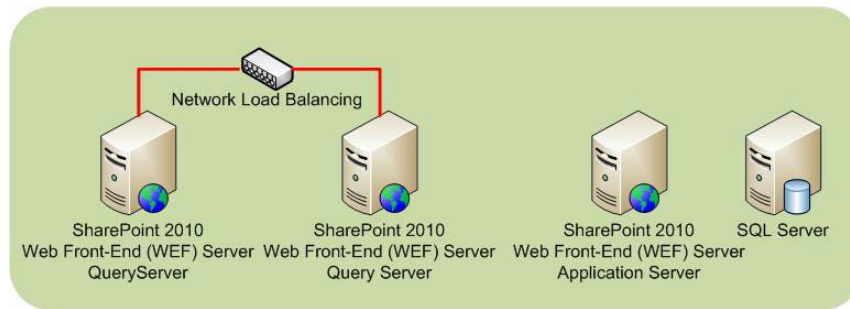 Network Load Balancing
SharePoint 2010
Web Front-End (WEF) Server
QueryServer
SharePoint 2010
Web Front-End (WEF) Server
Query Server
SharePoint 2010
Web Front-End (WEF) Server
Application Server
SQL Server